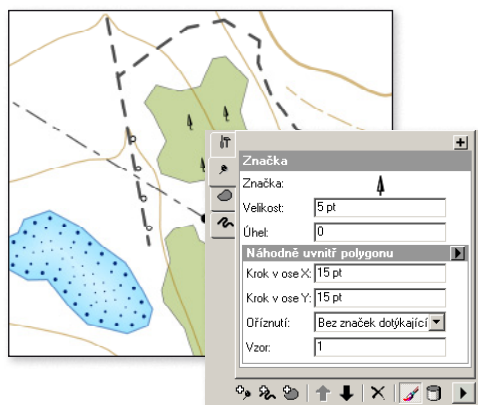 Značka
Značka:
Velikost: 5 pt
Úhel: 0
Náhodně uvnitř polygonu
Krok v ose X: 15 pt
Krok v ose Y: 15 pt
Oříznutí: Bez značek dotýkající
Vzor: 1